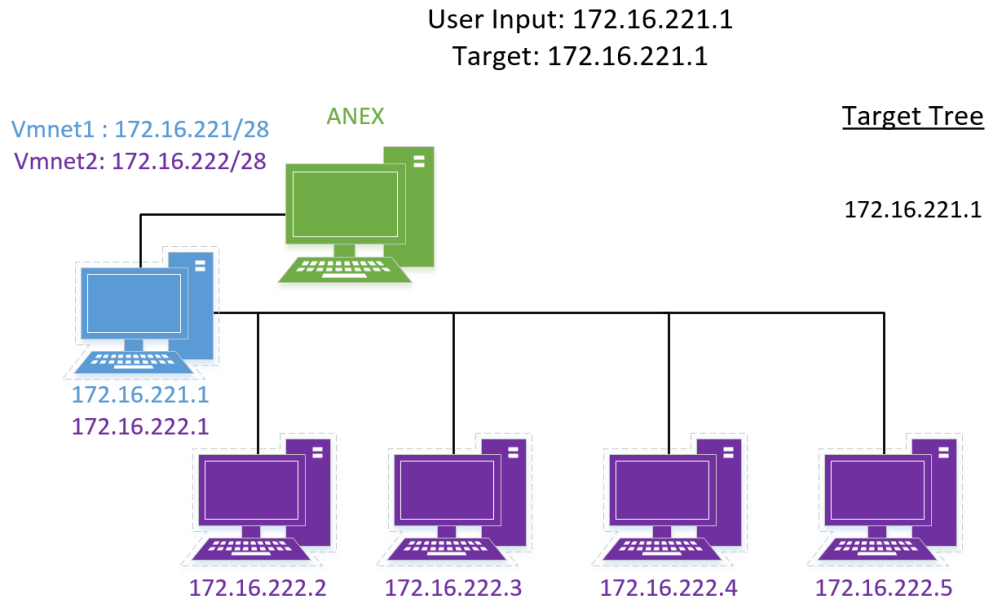 User Input: 172.16.221.1
Target: 172.16.221.1
ANEX
Target Tree
Vmnet1 : 172.16.221/28
Vmnet2: 172.16.222/28
172.16.221.1
172.16.221.1
172.16.222.1
172.16.222.2
172.16.222.3
172.16.222.4
172.16.222.5